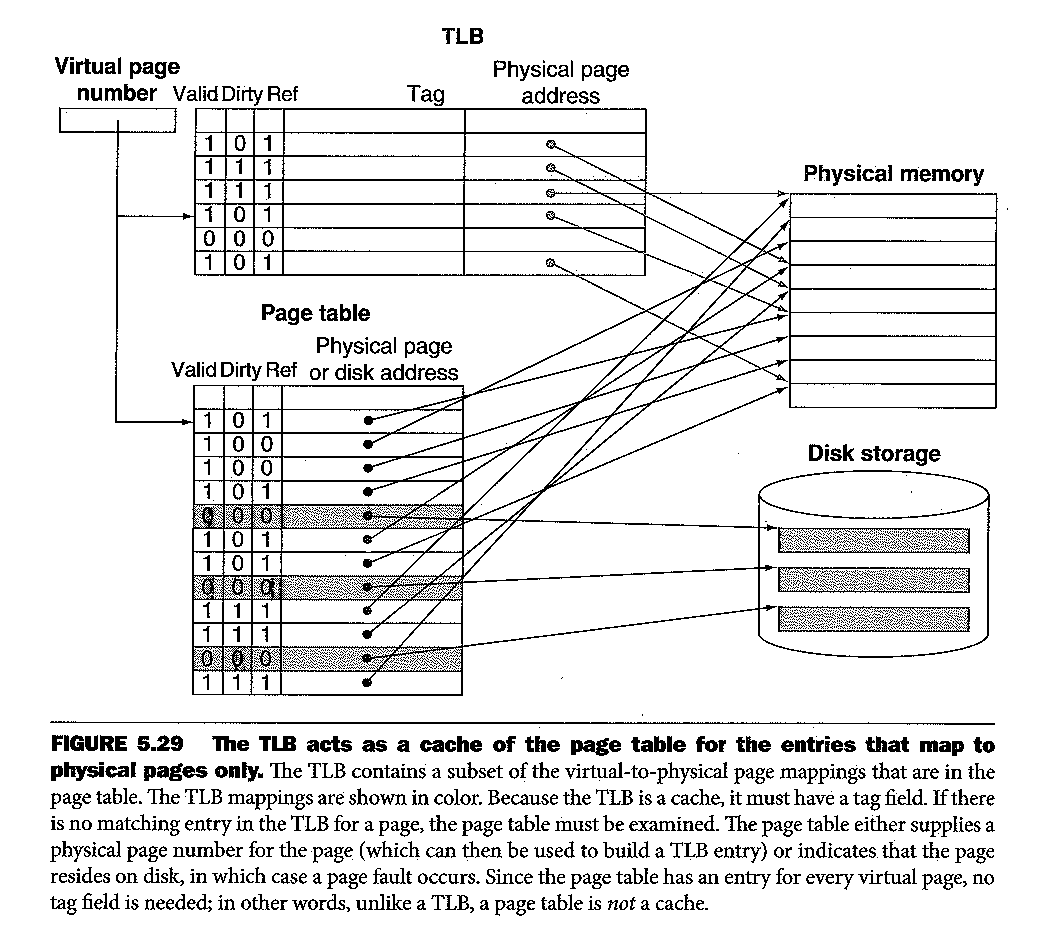 TLB
Virtual page
number
Valid Dirty Ref
Tag
Physical page
address
1 0 1
1 1 1
1 1 1
1 0 1
0 0 0
1 0 1
Physical memory
Page table
Physical page
or disk address
Valid Dirty Ref
1 0 1
1 0 0
1 0 0
1 0 1
0 0 0
1 0 1
1 0 1
0 0 0
1 1 1
1 1 1
0 0 0
1 1 1
Disk storage
FIGURE 5.29 The TLB acts as a cache of the page table for the entries that map to
physical pages only. The TLB contains a subset of the virtual-to-physical page mappings that are in the
page table. The TLB mappings are shown in color. Because the TLB is a cache, it must have a tag field. If there
is no matching entry in the TLB for a page, the page table must be examined. The page table either supplies a
physical page number for the page (which can then be used to build a TLB entry) or indicates that the page
resides on disk, in which case a page fault occurs. Since the page table has an entry for every virtual page, no
tag field is needed; in other words, unlike a TLB, a page table is not a cache.